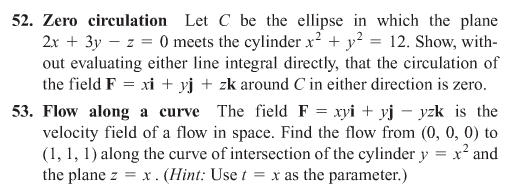 52. Zero circulation Let C be the ellipse in which the plane
2x + 3y − z = 0 meets the cylinder x² + y² = 12. Show, with-
out evaluating either line integral directly, that the circulation of
the field F = xi + yj + zk around C in either direction is zero.
53. Flow along a curve The field F = xyi + yj − yzk is the
velocity field of a flow in space. Find the flow from (0, 0, 0) to
(1, 1, 1) along the curve of intersection of the cylinder y = x² and
the plane z = x. (Hint: Use t = x as the parameter.)